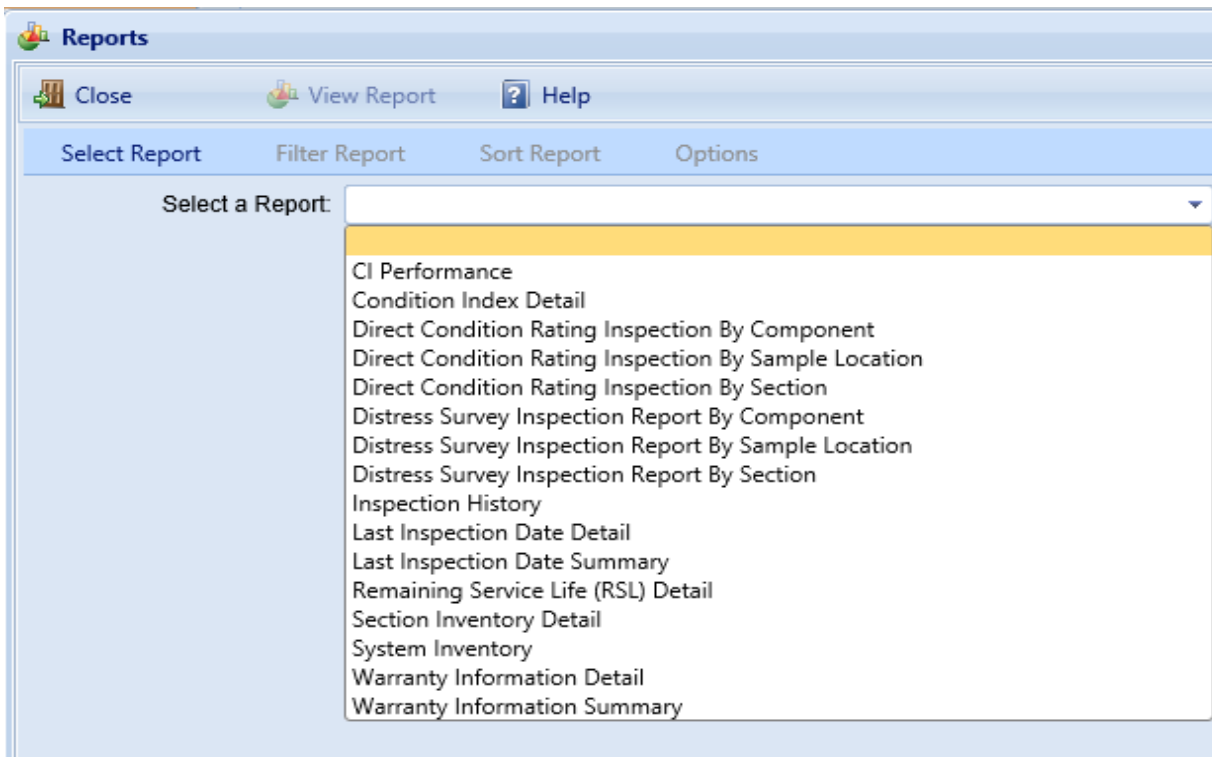 Reports
Close View Report Help
Select Report Filter Report Sort Report Options
Select a Report:
CI Performance
Condition Index Detail
Direct Condition Rating Inspection By Component
Direct Condition Rating Inspection By Sample Location
Direct Condition Rating Inspection By Section
Distress Survey Inspection Report By Component
Distress Survey Inspection Report By Sample Location
Distress Survey Inspection Report By Section
Inspection History
Last Inspection Date Detail
Last Inspection Date Summary
Remaining Service Life (RSL) Detail
Section Inventory Detail
System Inventory
Warranty Information Detail
Warranty Information Summary